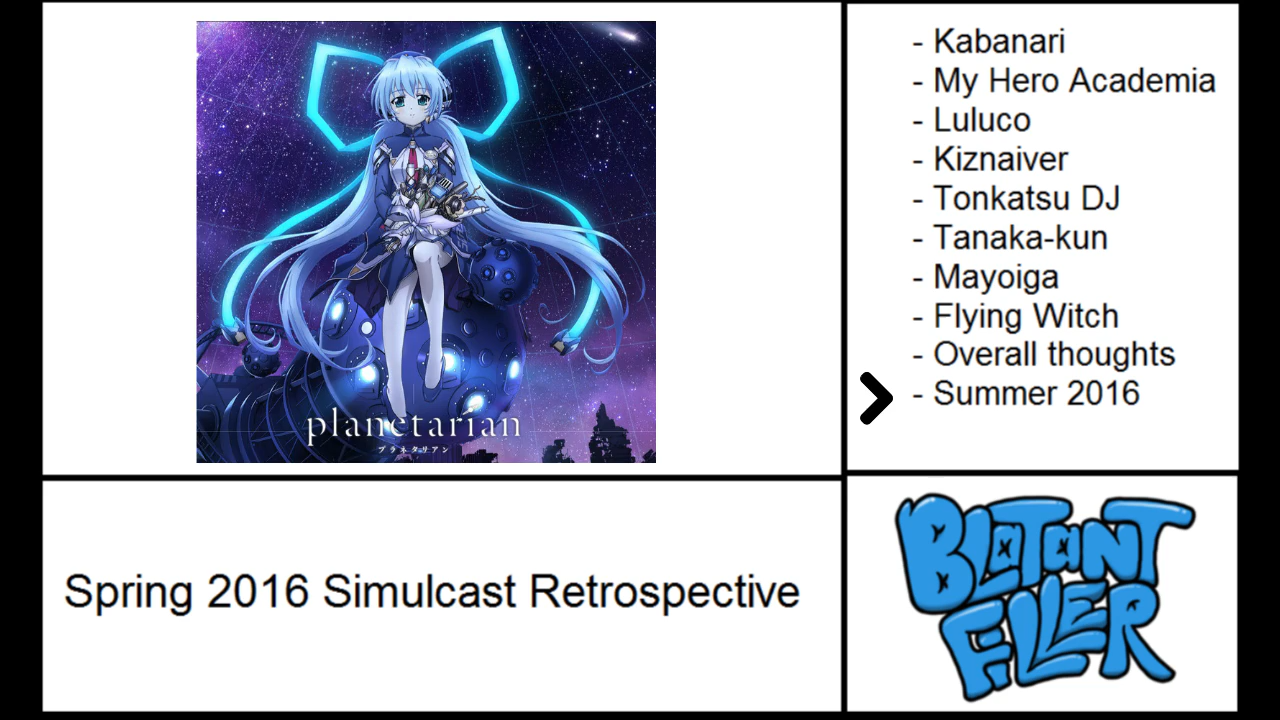 planetarian
プラネタリアン
- Kabanari
- My Hero Academia
- Luluco
- Kiznaiver
- Tonkatsu DJ
- Tanaka-kun
- Mayoiga
- Flying Witch
- Overall thoughts
- Summer 2016
Spring 2016 Simulcast Retrospective
BLATANT
FILLER